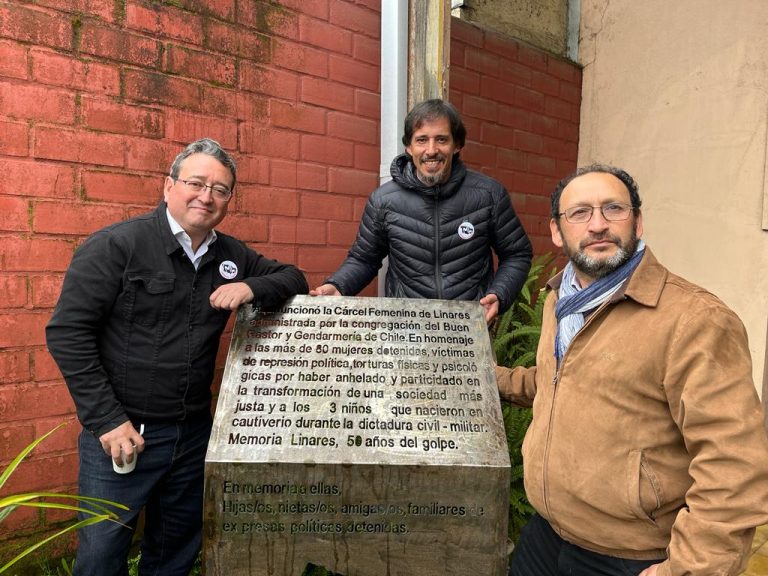 funcionó la Cárcel Femenina de Linares
administrada por la congregación del Buen
Pastor y Gendarmería de Chile. En homenaje
a las más de 80 mujeres detenidas, víctimas
de represión política, torturas físicas y psicoló
gicas por haber anhelado y participado en
la transformación de una sociedad más
justa y a los 3 niños que nacieron en
cautiverio durante la dictadura civil - militar.
Memoria Linares, 50 años del golpe.
En memoria a ellas,
Hijas/os, nietas/os, amigas/os, familiares de
ex presas políticas, detenidas.